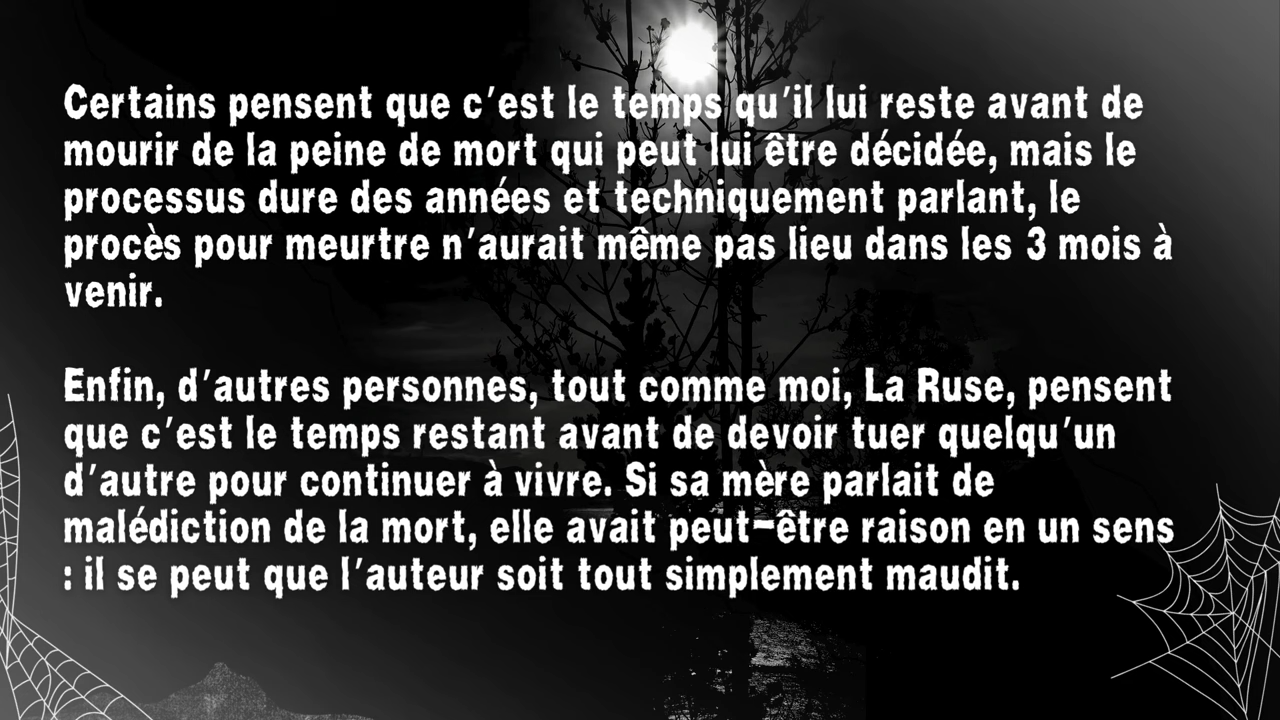 Certains pensent que c'est le temps qu'il lui reste avant de
mourir de la peine de mort qui peut lui être décidée, mais le
processus dure des années et techniquement parlant, le
procès pour meurtre n'aurait même pas lieu dans les 3 mois à
venir.
Enfin, d'autres personnes, tout comme moi, La Ruse, pensent
que c'est le temps restant avant de devoir tuer quelqu'un
d'autre pour continuer à vivre. Si sa mère parlait de
malédiction de la mort, elle avait peut-être raison en un sens
: il se peut que l'auteur soit tout simplement maudit.